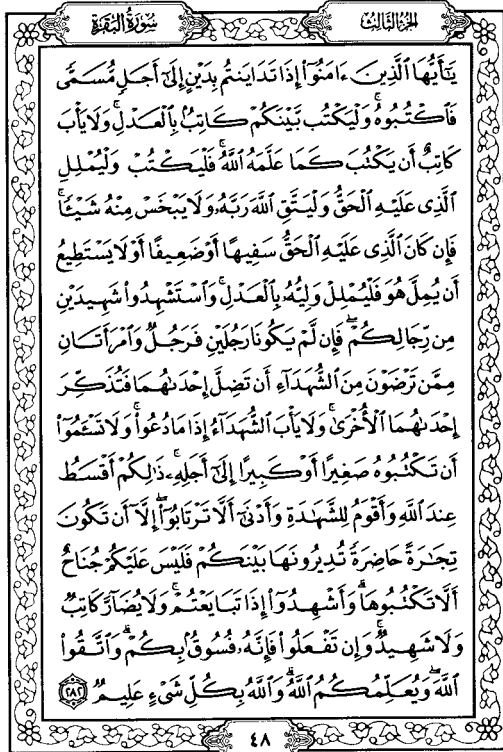 الجزء الثالث
سورة البقرة
يَٰٓأَيُّهَا ٱلَّذِينَ ءَامَنُوٓا۟ إِذَا تَدَايَنتُم بِدَيْنٍ إِلَىٰٓ أَجَلٍ مُّسَمًّى
فَٱكْتُبُوهُ ۚ وَلْيَكْتُب بَّيْنَكُمْ كَاتِبٌۢ بِٱلْعَدْلِ ۚ وَلَا يَأْبَ
كَاتِبٌ أَن يَكْتُبَ كَمَا عَلَّمَهُ ٱللَّهُ ۚ فَلْيَكْتُبْ وَلْيُمْلِلِ
ٱلَّذِى عَلَيْهِ ٱلْحَقُّ وَلْيَتَّقِ ٱللَّهَ رَبَّهُۥ وَلَا يَبْخَسْ مِنْهُ شَيْـًٔا ۚ
فَإِن كَانَ ٱلَّذِى عَلَيْهِ ٱلْحَقُّ سَفِيهًا أَوْ ضَعِيفًا أَوْ لَا يَسْتَطِيعُ
أَن يُمِلَّ هُوَ فَلْيُمْلِلْ وَلِيُّهُۥ بِٱلْعَدْلِ ۚ وَٱسْتَشْهِدُوا۟ شَهِيدَيْنِ
مِن رِّجَالِكُمْ ۖ فَإِن لَّمْ يَكُونَا رَجُلَيْنِ فَرَجُلٌ وَٱمْرَأَتَانِ
مِمَّن تَرْضَوْنَ مِنَ ٱلشُّهَدَآءِ أَن تَضِلَّ إِحْدَىٰهُمَا فَتُذَكِّرَ
إِحْدَىٰهُمَا ٱلْأُخْرَىٰ ۚ وَلَا يَأْبَ ٱلشُّهَدَآءُ إِذَا مَا دُعُوا۟ ۚ وَلَا تَسْـَٔمُوٓا۟
أَن تَكْتُبُوهُ صَغِيرًا أَوْ كَبِيرًا إِلَىٰٓ أَجَلِهِۦ ۚ ذَٰلِكُمْ أَقْسَطُ
عِندَ ٱللَّهِ وَأَقْوَمُ لِلشَّهَٰدَةِ وَأَدْنَىٰٓ أَلَّا تَرْتَابُوٓا۟ ۖ إِلَّآ أَن تَكُونَ
تِجَٰرَةً حَاضِرَةً تُدِيرُونَهَا بَيْنَكُمْ فَلَيْسَ عَلَيْكُمْ جُنَاحٌ
أَلَّا تَكْتُبُوهَا ۗ وَأَشْهِدُوٓا۟ إِذَا تَبَايَعْتُمْ ۚ وَلَا يُضَآرَّ كَاتِبٌ
وَلَا شَهِيدٌ ۚ وَإِن تَفْعَلُوا۟ فَإِنَّهُۥ فُسُوقٌۢ بِكُمْ ۗ وَٱتَّقُوا۟
ٱللَّهَ ۖ وَيُعَلِّمُكُمُ ٱللَّهُ ۗ وَٱللَّهُ بِكُلِّ شَىْءٍ عَلِيمٌ ٢٨٢
٤٨